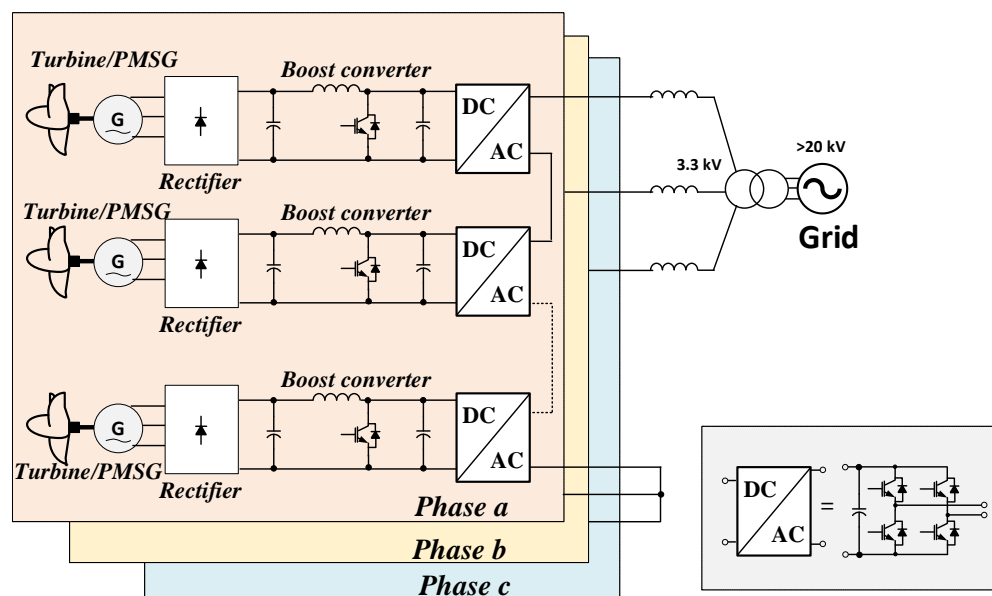 Turbine/PMSG
Boost converter
DC
AC
G
Rectifier
3.3 kV
>20 kV
Grid
Turbine/PMSG
Boost converter
DC
AC
G
Rectifier
Boost converter
DC
AC
G
Turbine/PMSG
Rectifier
Phase a
Phase b
Phase c
DC
AC
=